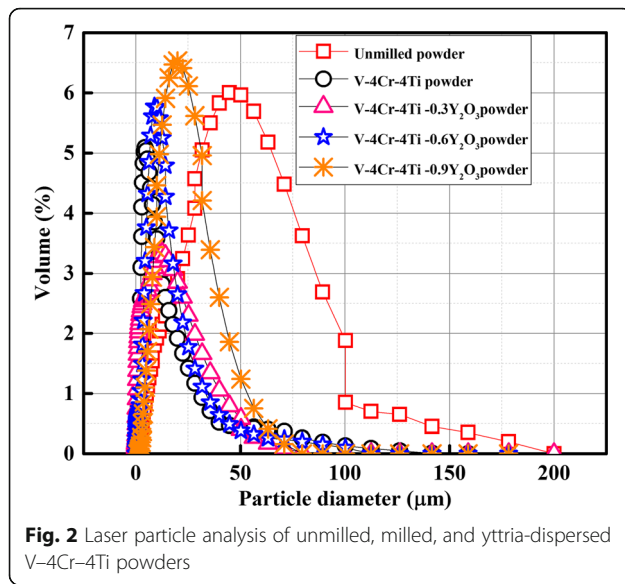 7
6
5
4
3
2
1
0
Volume (%)
Unmilled powder
V-4Cr-4Ti powder
V-4Cr-4Ti -0.3Y₂O₃powder
V-4Cr-4Ti -0.6Y₂O₃powder
V-4Cr-4Ti -0.9Y₂O₃powder
0 50 100 150 200
Particle diameter (μm)
Fig. 2 Laser particle analysis of unmilled, milled, and yttria-dispersed
V–4Cr–4Ti powders